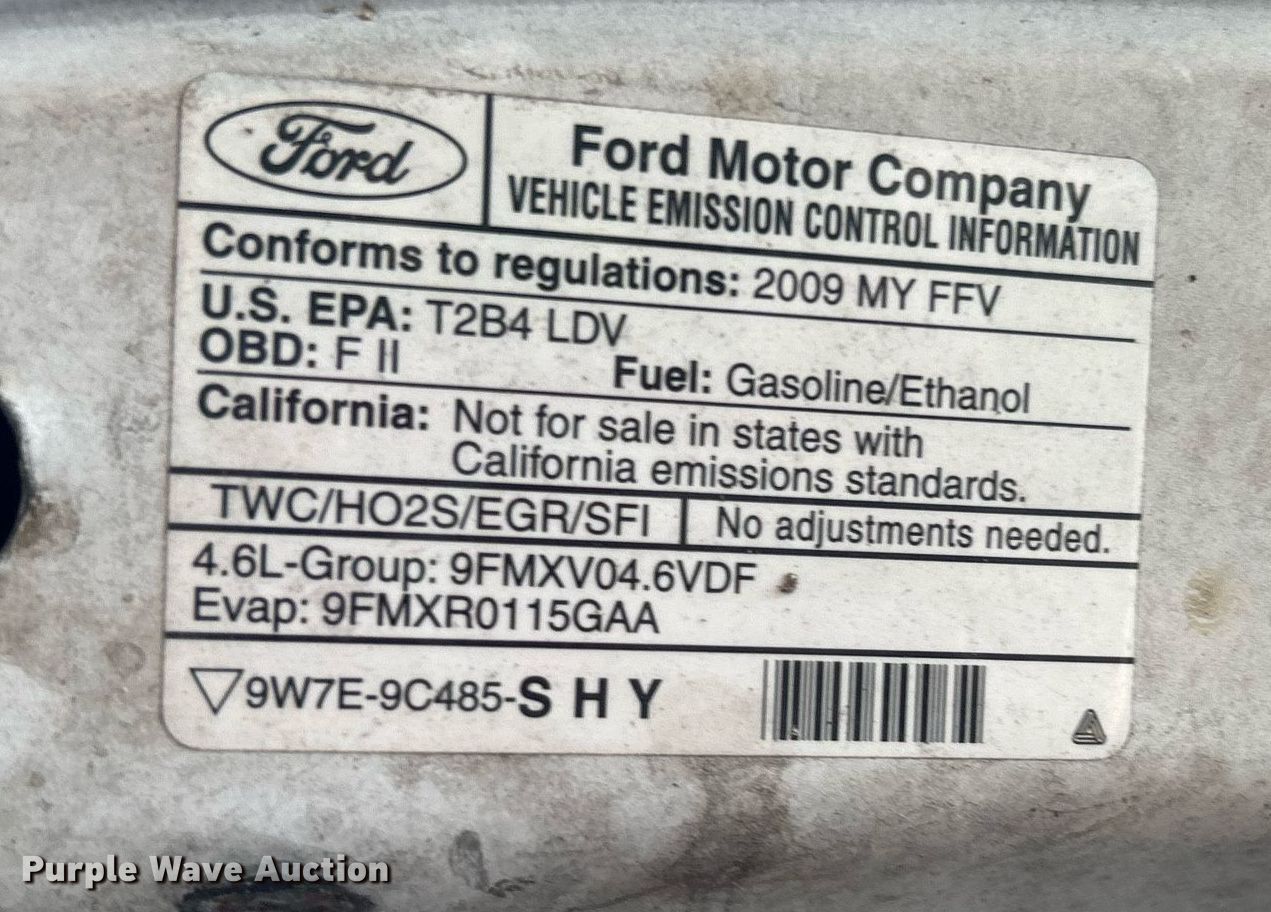 Ford
Ford Motor Company
VEHICLE EMISSION CONTROL INFORMATION
Conforms to regulations: 2009 MY FFV
U.S. EPA: T2B4 LDV
OBD: F II Fuel: Gasoline/Ethanol
California: Not for sale in states with
California emissions standards.
TWC/HO2S/EGR/SFI No adjustments needed.
4.6L-Group: 9FMXV04.6VDF
Evap: 9FMXR0115GAA
9W7E-9C485-SHY
Purple Wave Auction